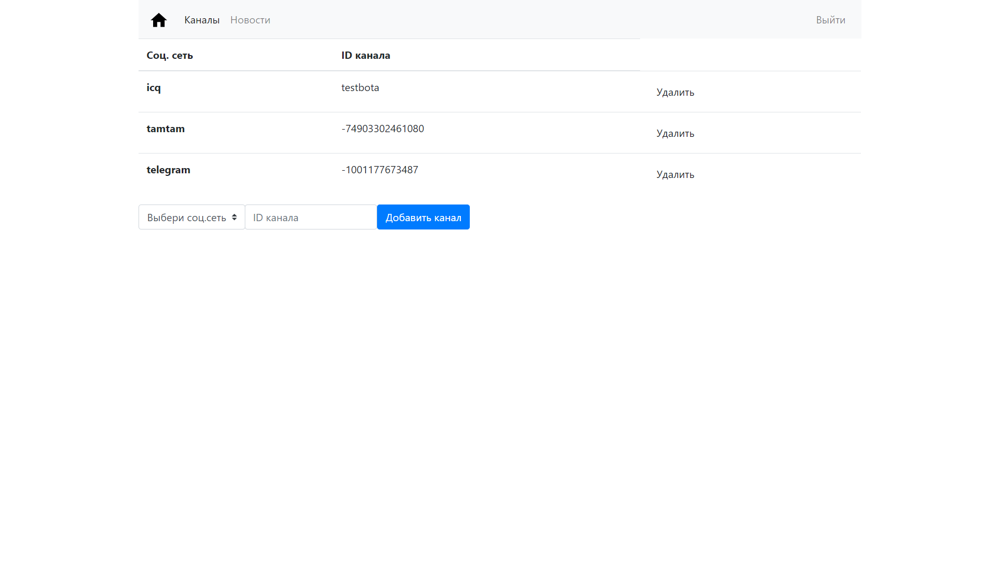 Каналы Новости Выйти
Соц. сеть ID канала
icq testbota Удалить
tamtam -74903302461080 Удалить
telegram -1001177673487 Удалить
Выбери соц.сеть ID канала Добавить канал